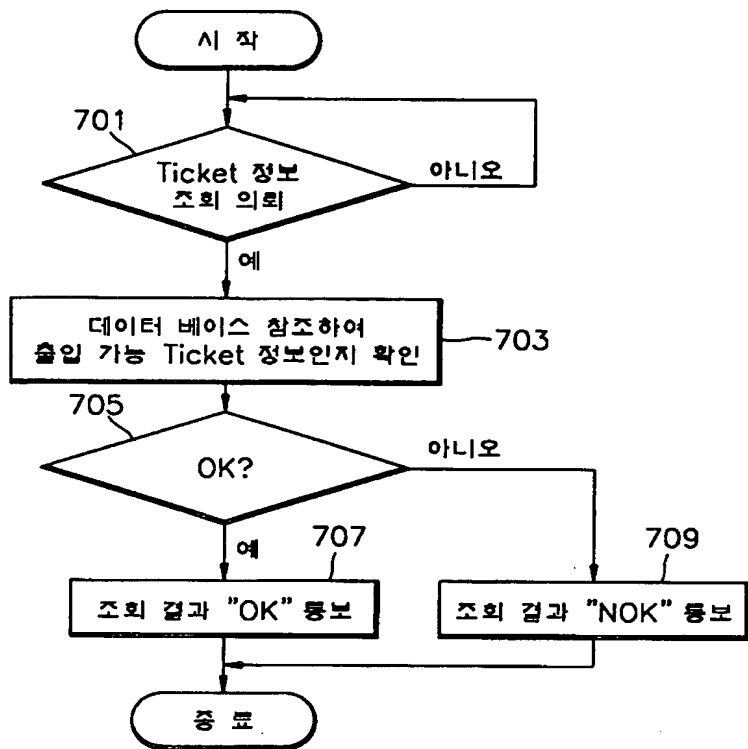 시 작
701
Ticket 정보
조회 의뢰
아니오
예
데이터 베이스 참조하여
출입 가능 Ticket 정보인지 확인
703
705
OK?
아니오
예
707
709
조회 결과 "OK" 통보
조회 결과 "NOK" 통보
종 료